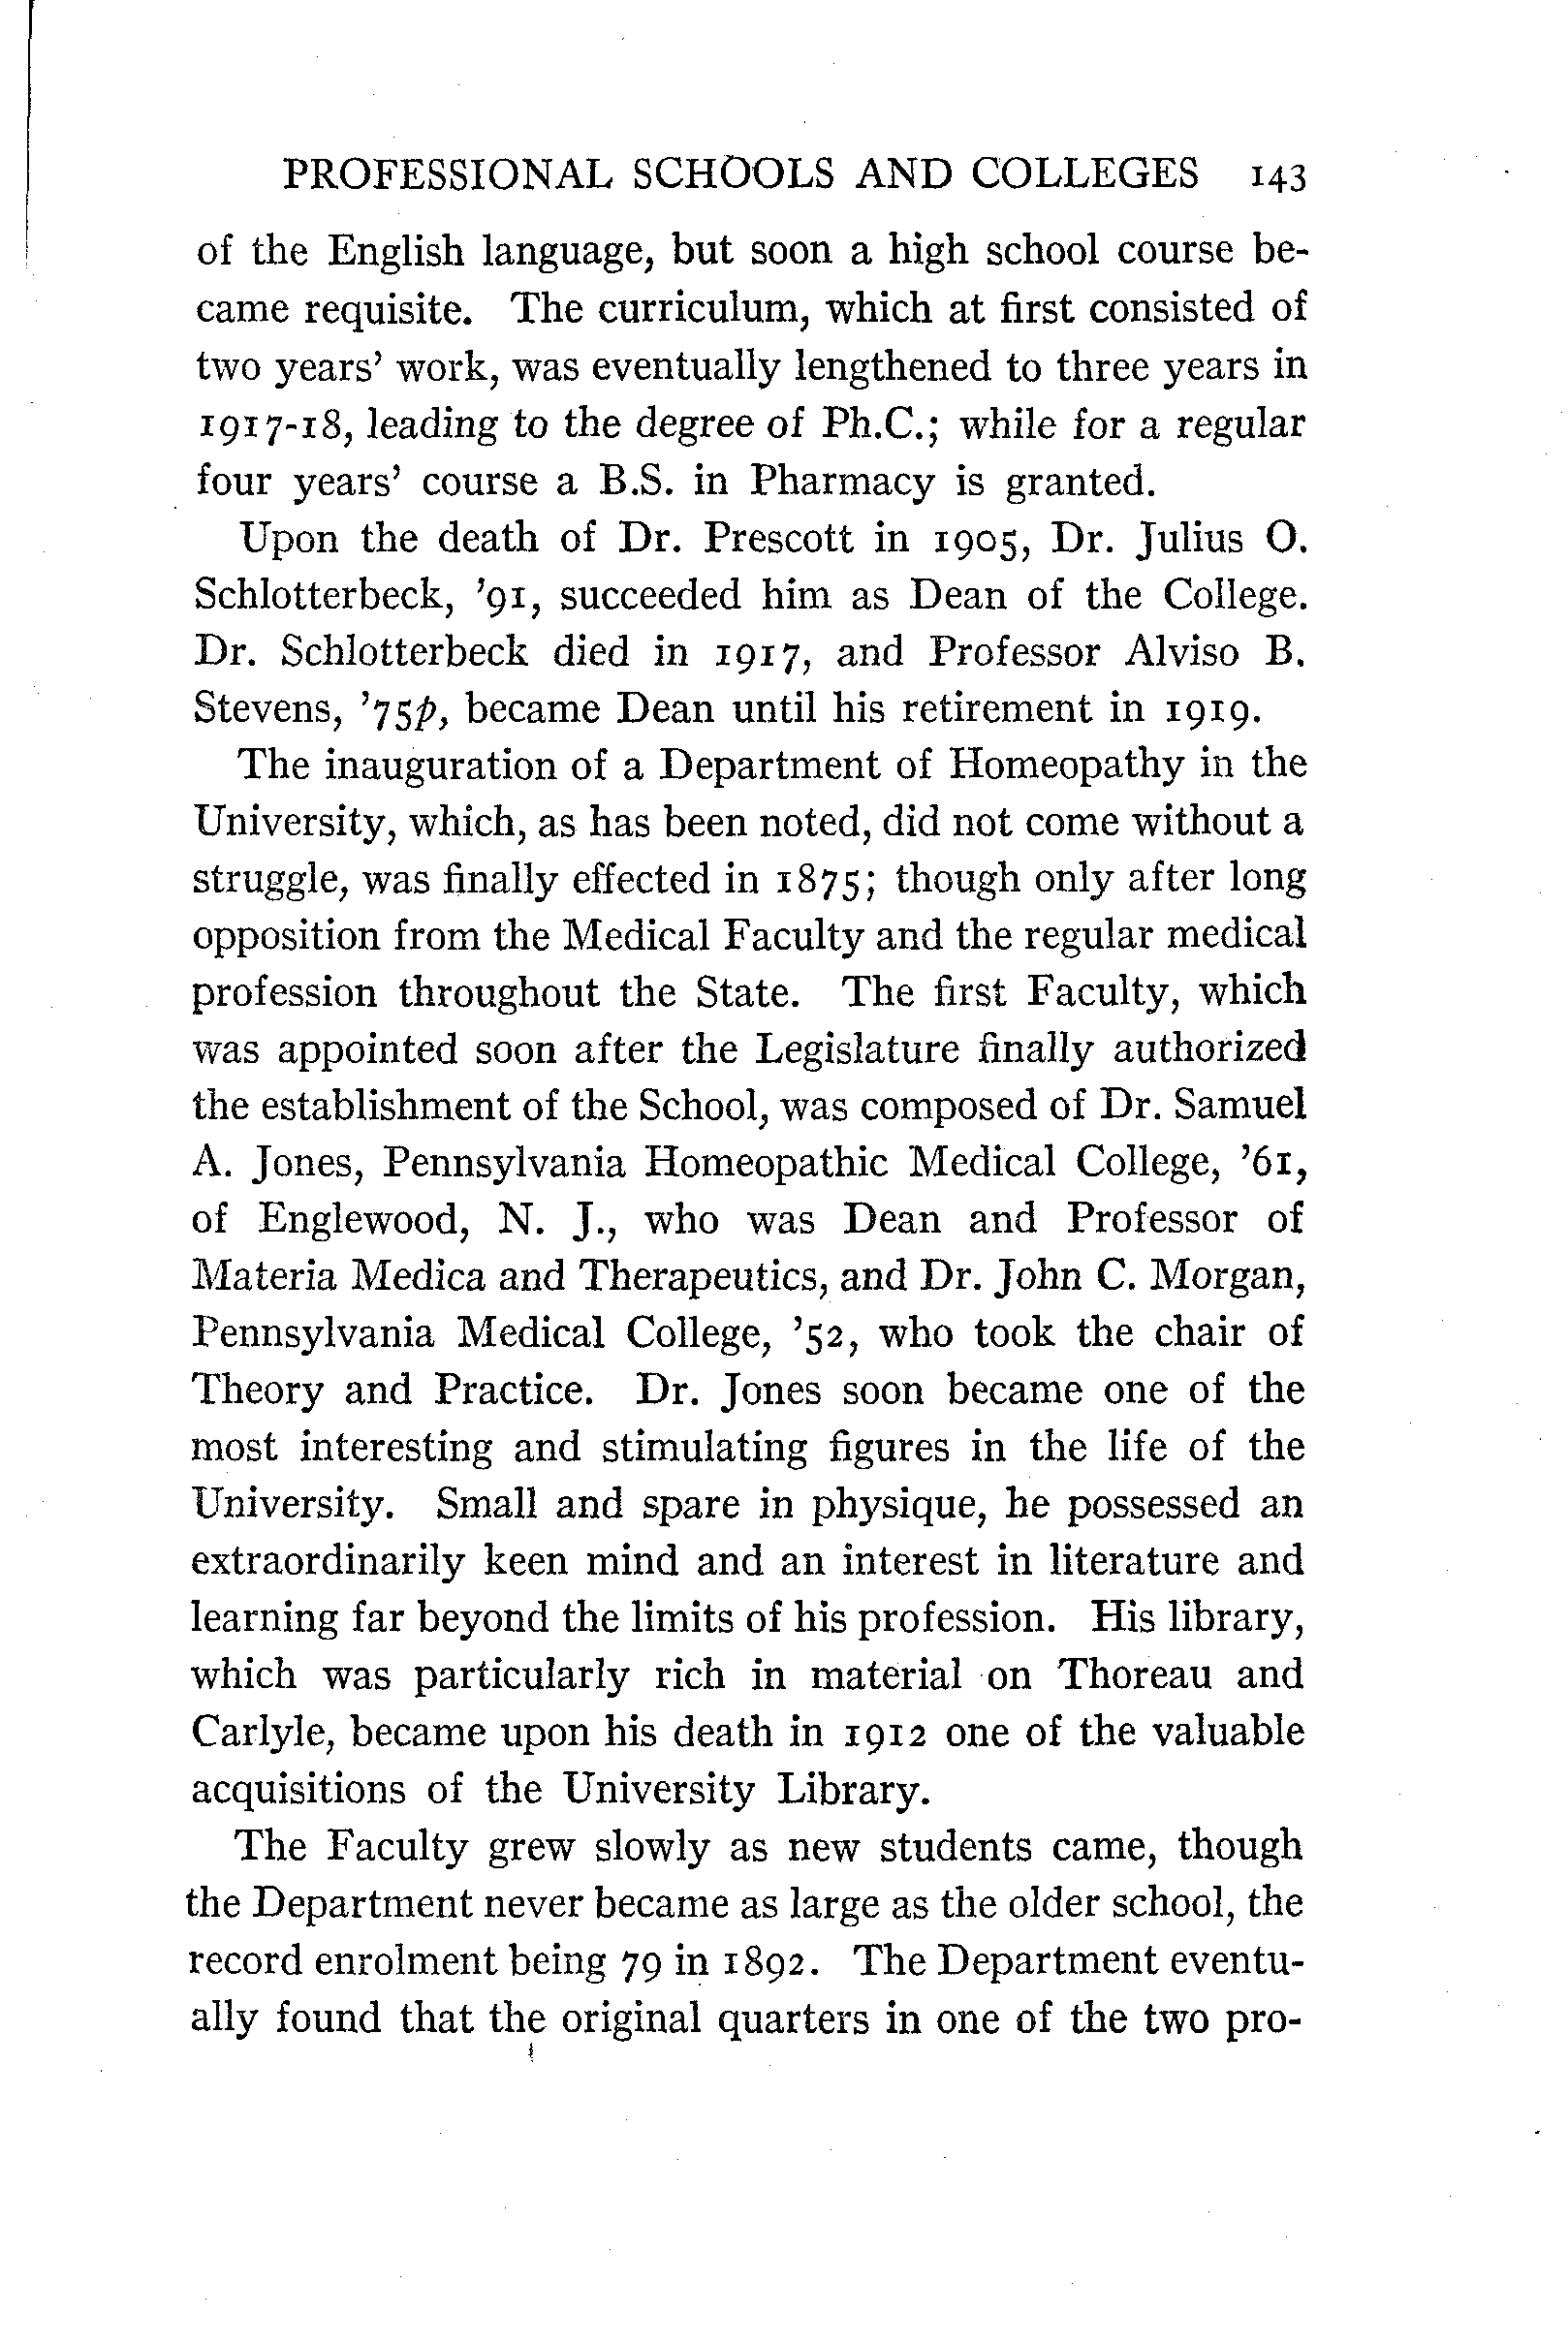 PROFESSIONAL SCHOOLS AND COLLEGES 143
of the English language, but soon a high school course be-
came requisite. The curriculum, which at first consisted of
two years' work, was eventually lengthened to three years in
1917-18, leading to the degree of Ph.C.; while for a regular
four years' course a B.S. in Pharmacy is granted.
Upon the death of Dr. Prescott in 1905, Dr. Julius O.
Schlotterbeck, '91, succeeded him as Dean of the College.
Dr. Schlotterbeck died in 1917, and Professor Alviso B.
Stevens, '75p, became Dean until his retirement in 1919.
The inauguration of a Department of Homeopathy in the
University, which, as has been noted, did not come without a
struggle, was finally effected in 1875; though only after long
opposition from the Medical Faculty and the regular medical
profession throughout the State. The first Faculty, which
was appointed soon after the Legislature finally authorized
the establishment of the School, was composed of Dr. Samuel
A. Jones, Pennsylvania Homeopathic Medical College, '61,
of Englewood, N. J., who was Dean and Professor of
Materia Medica and Therapeutics, and Dr. John C. Morgan,
Pennsylvania Medical College, '52, who took the chair of
Theory and Practice. Dr. Jones soon became one of the
most interesting and stimulating figures in the life of the
University. Small and spare in physique, he possessed an
extraordinarily keen mind and an interest in literature and
learning far beyond the limits of his profession. His library,
which was particularly rich in material on Thoreau and
Carlyle, became upon his death in 1912 one of the valuable
acquisitions of the University Library.
The Faculty grew slowly as new students came, though
the Department never became as large as the older school, the
record enrolment being 79 in 1892. The Department eventu-
ally found that the original quarters in one of the two pro-